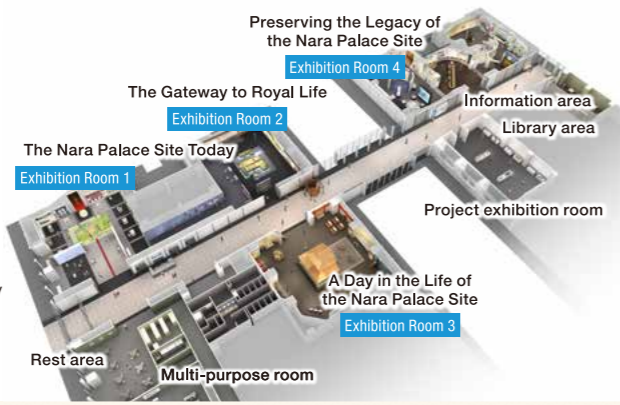 Preserving the Legacy of
the Nara Palace Site
Exhibition Room 4
The Gateway to Royal Life
Exhibition Room 2
Information area
Library area
The Nara Palace Site Today
Exhibition Room 1
Project exhibition room
A Day in the Life of
the Nara Palace Site
Exhibition Room 3
Rest area
Multi-purpose room